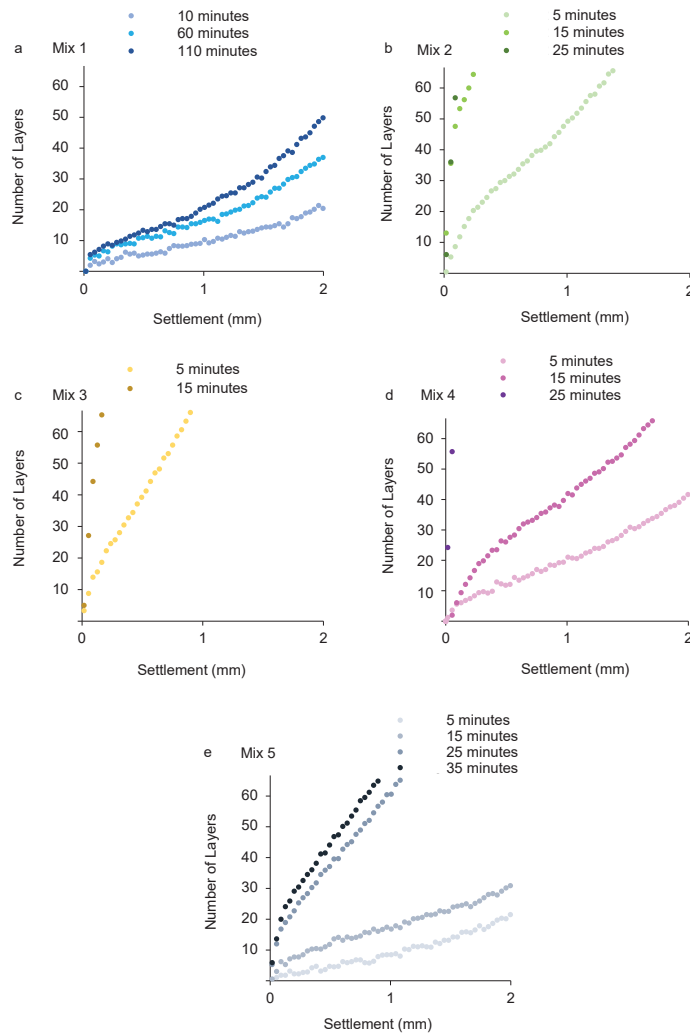 10 minutes
60 minutes
110 minutes
a Mix 1
60
50
40
30
20
10
Number of Layers
0 1 2
Settlement (mm)
5 minutes
15 minutes
25 minutes
b Mix 2
60
50
40
30
20
10
Number of Layers
0 1 2
Settlement (mm)
5 minutes
15 minutes
c Mix 3
60
50
40
30
20
10
Number of Layers
0 1 2
Settlement (mm)
5 minutes
15 minutes
25 minutes
d Mix 4
60
50
40
30
20
10
Number of Layers
0 1 2
Settlement (mm)
5 minutes
15 minutes
25 minutes
35 minutes
e Mix 5
60
50
40
30
20
10
Number of Layers
0 1 2
Settlement (mm)